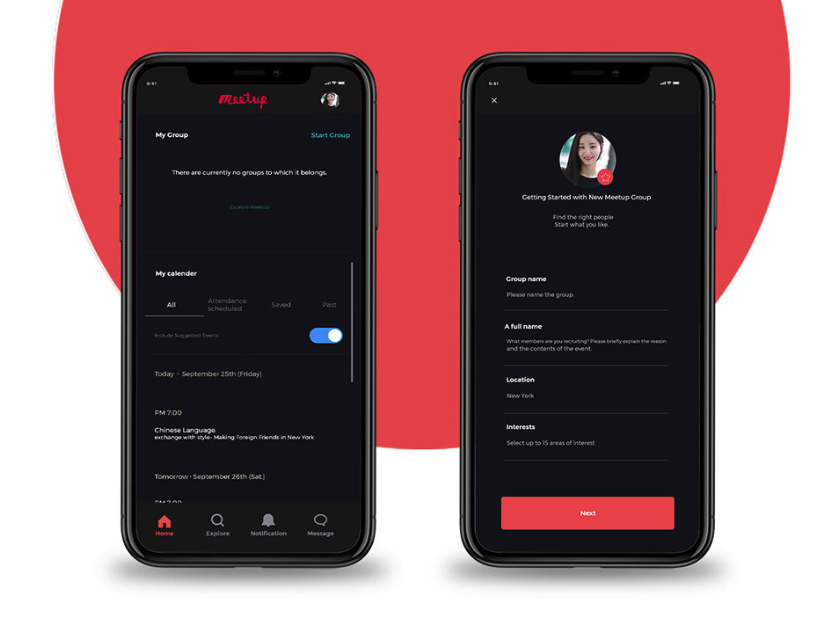 9:41
meetup
My Group
Start Group
There are currently no groups to which it belongs.
Explore Meetup
My calender
All
Attendance
scheduled
Saved
Past
Include Suggested Events
Today - September 25th (Friday)
PM 7:00
Chinese Language.
exchange with style- Making Foreign Friends in New York
Tomorrow - September 26th (Sat.)
PM 7:00
Home
Explore
Notification
Message
9:41
Getting Started with New Meetup Group
Find the right people
Start what you like.
Group name
Please name the group.
A full name
What members are you recruiting? Please briefly explain the reason
and the contents of the event.
Location
New York
Interests
Select up to 15 areas of interest
Next